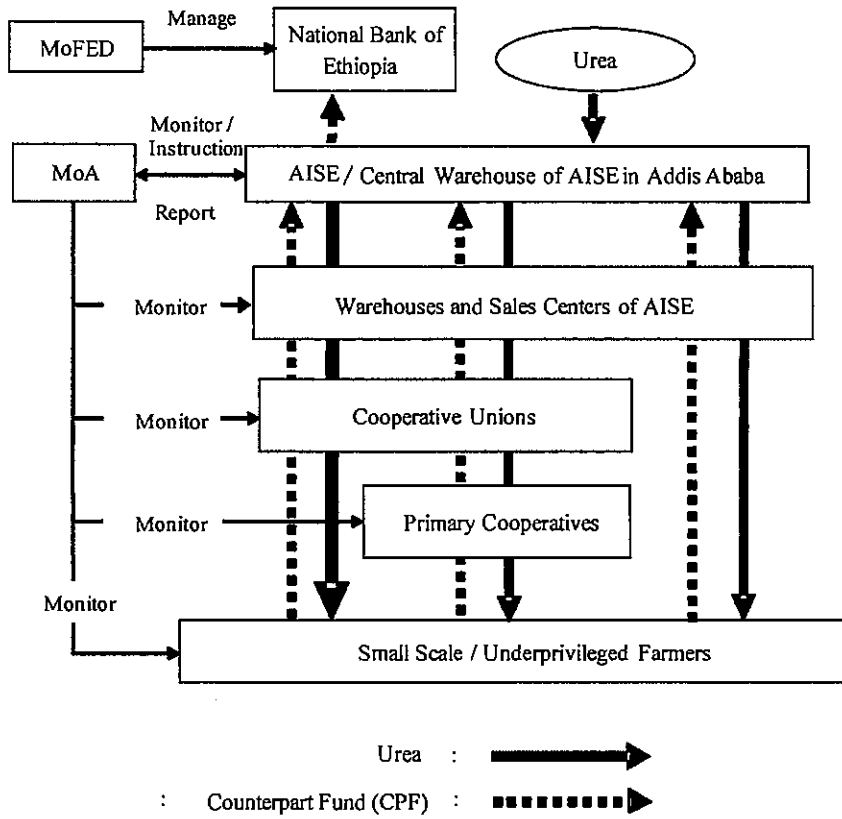 Manage
MoFED
National Bank of
Ethiopia
Urea
Monitor /
Instruction
MoA
AISE / Central Warehouse of AISE in Addis Ababa
Report
Monitor
Warehouses and Sales Centers of AISE
Monitor
Cooperative Unions
Monitor
Primary Cooperatives
Monitor
Small Scale / Underprivileged Farmers
Urea :
: Counterpart Fund (CPF) :